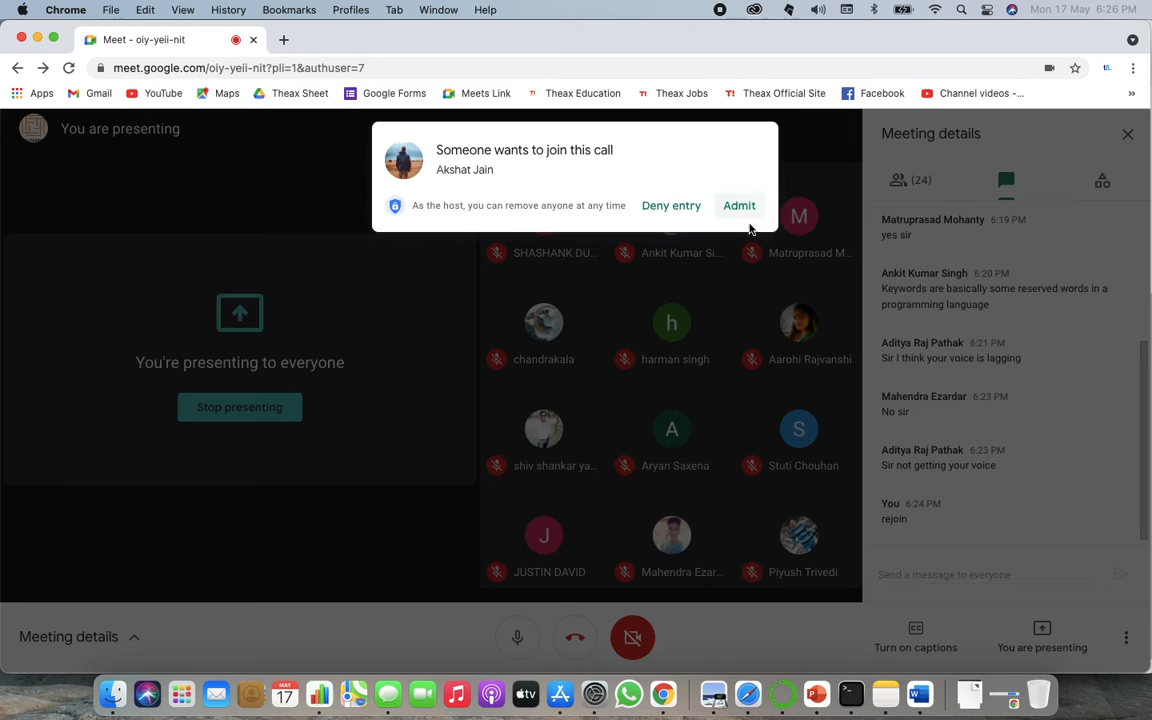 Chrome File Edit View History Bookmarks Profiles Tab Window Help Mon 17 May 6:26 PM
Meet - oiy-yeii-nit
meet.google.com/oiy-yeii-nit?pli=1&authuser=7
Apps Gmail YouTube Maps Theax Sheet Google Forms Meets Link Theax Education Theax Jobs Theax Official Site Facebook Channel videos -... »
You are presenting
Someone wants to join this call
Akshat Jain
As the host, you can remove anyone at any time Deny entry Admit
You're presenting to everyone
Stop presenting
M
SHASHANK DU... Ankit Kumar Si... Matruprasad M...
h
chandrakala harman singh Aarohi Rajvanshi
A S
shiv shankar ya... Aryan Saxena Stuti Chouhan
J
JUSTIN DAVID Mahendra Ezar... Piyush Trivedi
Meeting details
(24)
Matruprasad Mohanty 6:19 PM
yes sir
Ankit Kumar Singh 6:20 PM
Keywords are basically some reserved words in a
programming language
Aditya Raj Pathak 6:21 PM
Sir I think your voice is lagging
Mahendra Ezardar 6:23 PM
No sir
Aditya Raj Pathak 6:23 PM
Sir not getting your voice
You 6:24 PM
rejoin
Send a message to everyone
Meeting details
CC
Turn on captions You are presenting
MAY
17
tv